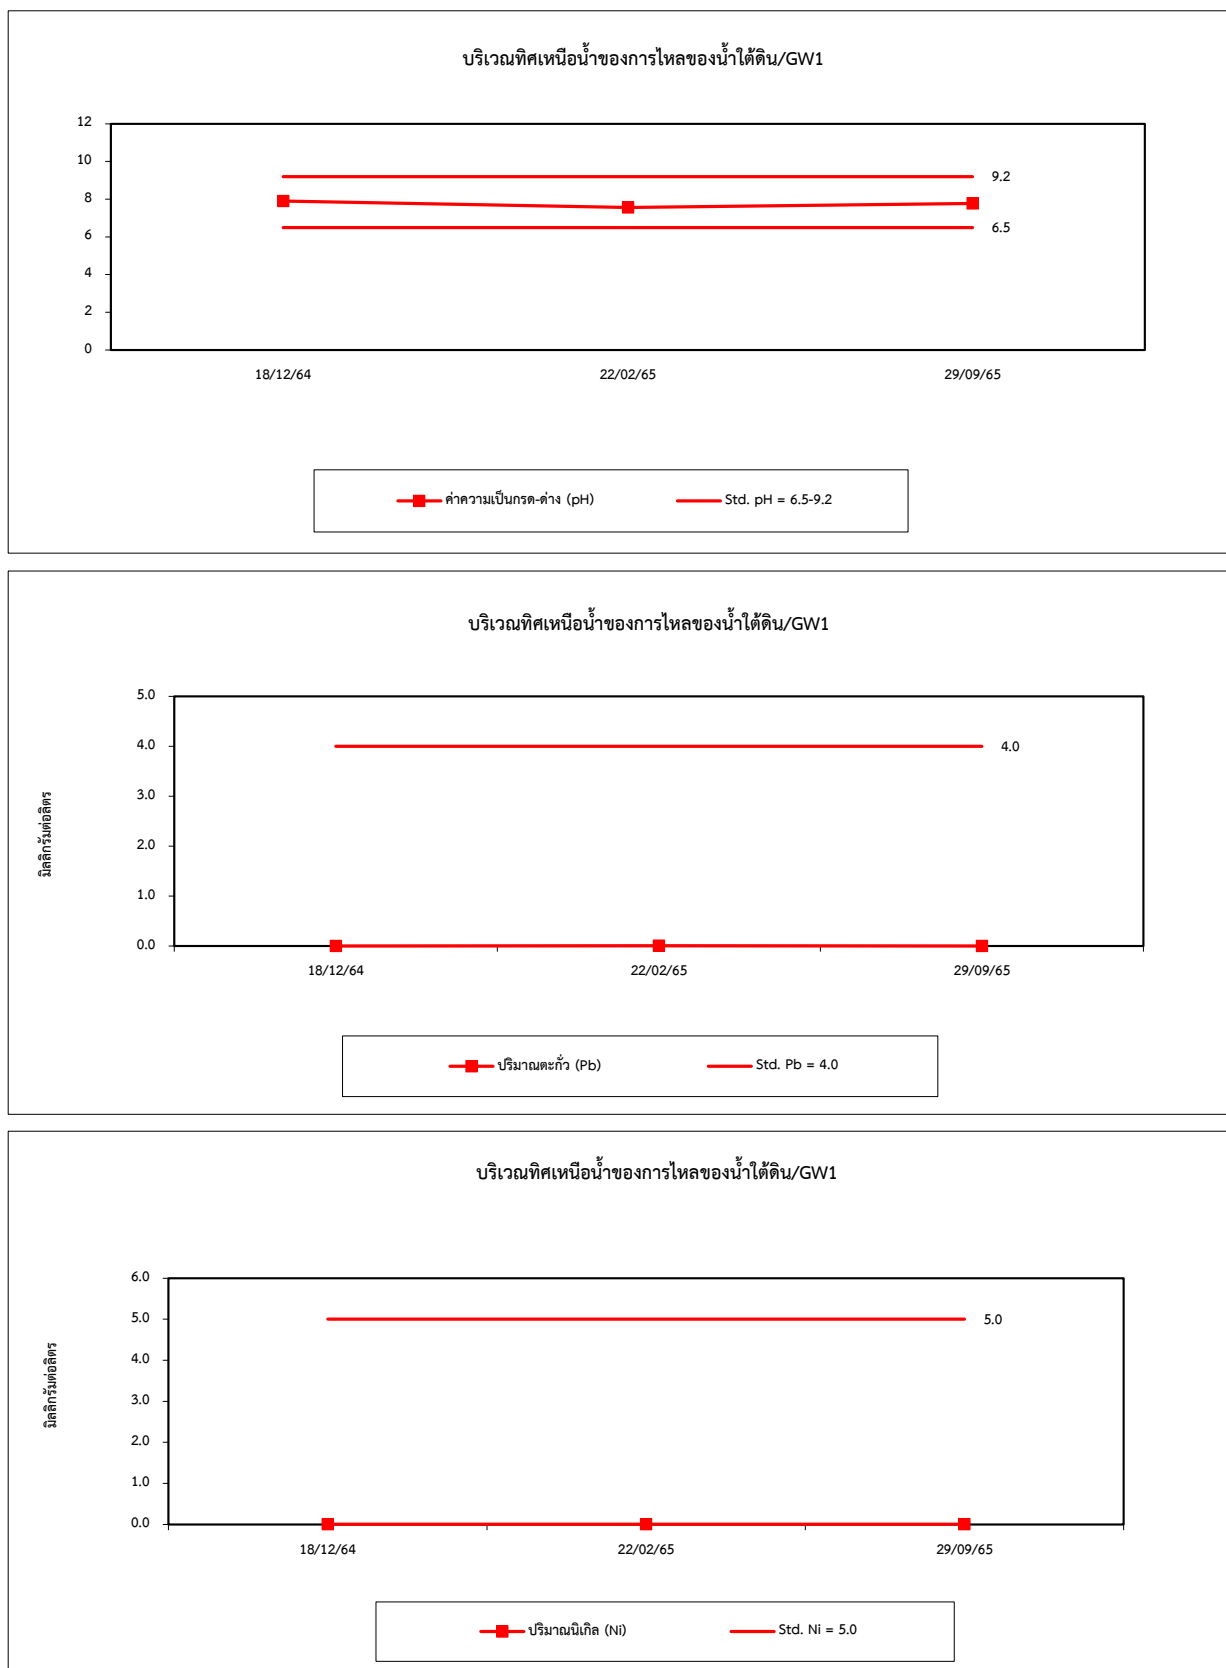 บริเวณทิศเหนือน้ำของการไหลของน้ำใต้ดิน/GW1
12
10
8
6
4
2
0
9.2
6.5
18/12/64 22/02/65 29/09/65
ค่าความเป็นกรด-ด่าง (pH) Std. pH = 6.5-9.2
บริเวณทิศเหนือน้ำของการไหลของน้ำใต้ดิน/GW1
มิลลิกรัมต่อลิตร
5.0
4.0
3.0
2.0
1.0
0.0
4.0
18/12/64 22/02/65 29/09/65
ปริมาณตะกั่ว (Pb) Std. Pb = 4.0
บริเวณทิศเหนือน้ำของการไหลของน้ำใต้ดิน/GW1
มิลลิกรัมต่อลิตร
6.0
5.0
4.0
3.0
2.0
1.0
0.0
5.0
18/12/64 22/02/65 29/09/65
ปริมาณนิเกิล (Ni) Std. Ni = 5.0